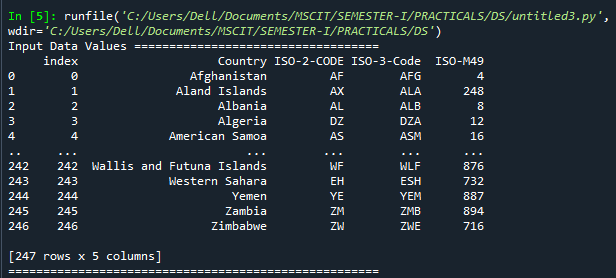 In [5]: runfile('C:/Users/Dell/Documents/MSCIT/SEMESTER-I/PRACTICALS/DS/untitled3.py',
wdir='C:/Users/Dell/Documents/MSCIT/SEMESTER-I/PRACTICALS/DS')
Input Data Values ===================================
     index                    Country ISO-2-CODE ISO-3-Code  ISO-M49
0        0                Afghanistan         AF        AFG        4
1        1              Aland Islands         AX        ALA      248
2        2                    Albania         AL        ALB        8
3        3                    Algeria         DZ        DZA       12
4        4             American Samoa         AS        ASM       16
..     ...                        ...        ...        ...      ...
242    242  Wallis and Futuna Islands         WF        WLF      876
243    243             Western Sahara         EH        ESH      732
244    244                      Yemen         YE        YEM      887
245    245                     Zambia         ZM        ZMB      894
246    246                   Zimbabwe         ZW        ZWE      716
[247 rows x 5 columns]
=====================================================